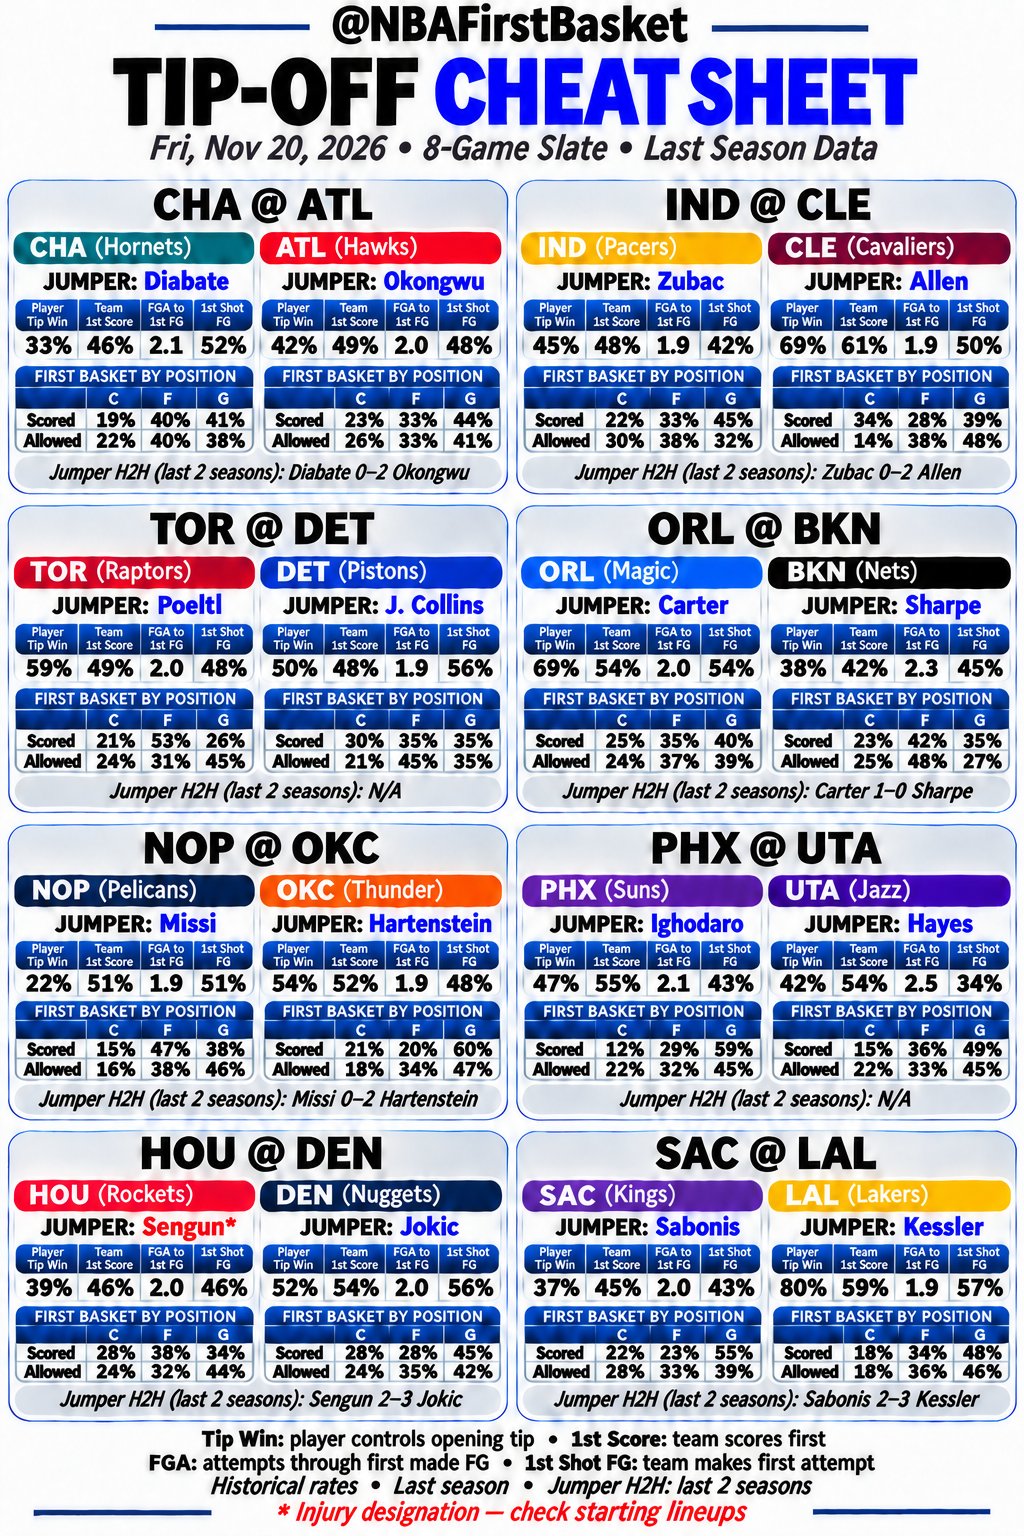 @NBAFirstBasket
TIP-OFF CHEAT SHEET
Fri, Nov 20, 2026 • 8-Game Slate • Last Season Data
CHA @ ATL
CHA (Hornets)
JUMPER: Diabate
Player Tip Win Team 1st Score FGA to 1st FG 1st Shot FG
33% 46% 2.1 52%
FIRST BASKET BY POSITION
C F G
Scored 19% 40% 41%
Allowed 22% 40% 38%
ATL (Hawks)
JUMPER: Okongwu
Player Tip Win Team 1st Score FGA to 1st FG 1st Shot FG
42% 49% 2.0 48%
FIRST BASKET BY POSITION
C F G
Scored 23% 33% 44%
Allowed 26% 33% 41%
Jumper H2H (last 2 seasons): Diabate 0–2 Okongwu
IND @ CLE
IND (Pacers)
JUMPER: Zubac
Player Tip Win Team 1st Score FGA to 1st FG 1st Shot FG
45% 48% 1.9 42%
FIRST BASKET BY POSITION
C F G
Scored 22% 33% 45%
Allowed 30% 38% 32%
CLE (Cavaliers)
JUMPER: Allen
Player Tip Win Team 1st Score FGA to 1st FG 1st Shot FG
69% 61% 1.9 50%
FIRST BASKET BY POSITION
C F G
Scored 34% 28% 39%
Allowed 14% 38% 48%
Jumper H2H (last 2 seasons): Zubac 0–2 Allen
TOR @ DET
TOR (Raptors)
JUMPER: Poeltl
Player Tip Win Team 1st Score FGA to 1st FG 1st Shot FG
59% 49% 2.0 48%
FIRST BASKET BY POSITION
C F G
Scored 21% 53% 26%
Allowed 24% 31% 45%
DET (Pistons)
JUMPER: J. Collins
Player Tip Win Team 1st Score FGA to 1st FG 1st Shot FG
50% 48% 1.9 56%
FIRST BASKET BY POSITION
C F G
Scored 30% 35% 35%
Allowed 21% 45% 35%
Jumper H2H (last 2 seasons): N/A
ORL @ BKN
ORL (Magic)
JUMPER: Carter
Player Tip Win Team 1st Score FGA to 1st FG 1st Shot FG
69% 54% 2.0 54%
FIRST BASKET BY POSITION
C F G
Scored 25% 35% 40%
Allowed 24% 37% 39%
BKN (Nets)
JUMPER: Sharpe
Player Tip Win Team 1st Score FGA to 1st FG 1st Shot FG
38% 42% 2.3 45%
FIRST BASKET BY POSITION
C F G
Scored 23% 42% 35%
Allowed 25% 48% 27%
Jumper H2H (last 2 seasons): Carter 1–0 Sharpe
NOP @ OKC
NOP (Pelicans)
JUMPER: Missi
Player Tip Win Team 1st Score FGA to 1st FG 1st Shot FG
22% 51% 1.9 51%
FIRST BASKET BY POSITION
C F G
Scored 15% 47% 38%
Allowed 16% 38% 46%
OKC (Thunder)
JUMPER: Hartenstein
Player Tip Win Team 1st Score FGA to 1st FG 1st Shot FG
54% 52% 1.9 48%
FIRST BASKET BY POSITION
C F G
Scored 21% 20% 60%
Allowed 18% 34% 47%
Jumper H2H (last 2 seasons): Missi 0–2 Hartenstein
PHX @ UTA
PHX (Suns)
JUMPER: Ighodaro
Player Tip Win Team 1st Score FGA to 1st FG 1st Shot FG
47% 55% 2.1 43%
FIRST BASKET BY POSITION
C F G
Scored 12% 29% 59%
Allowed 22% 32% 45%
UTA (Jazz)
JUMPER: Hayes
Player Tip Win Team 1st Score FGA to 1st FG 1st Shot FG
42% 54% 2.5 34%
FIRST BASKET BY POSITION
C F G
Scored 15% 36% 49%
Allowed 22% 33% 45%
Jumper H2H (last 2 seasons): N/A
HOU @ DEN
HOU (Rockets)
JUMPER: Sengun*
Player Tip Win Team 1st Score FGA to 1st FG 1st Shot FG
39% 46% 2.0 46%
FIRST BASKET BY POSITION
C F G
Scored 28% 38% 34%
Allowed 24% 32% 44%
DEN (Nuggets)
JUMPER: Jokic
Player Tip Win Team 1st Score FGA to 1st FG 1st Shot FG
52% 54% 2.0 56%
FIRST BASKET BY POSITION
C F G
Scored 28% 28% 45%
Allowed 24% 35% 42%
Jumper H2H (last 2 seasons): Sengun 2–3 Jokic
SAC @ LAL
SAC (Kings)
JUMPER: Sabonis
Player Tip Win Team 1st Score FGA to 1st FG 1st Shot FG
37% 45% 2.0 43%
FIRST BASKET BY POSITION
C F G
Scored 22% 23% 55%
Allowed 28% 33% 39%
LAL (Lakers)
JUMPER: Kessler
Player Tip Win Team 1st Score FGA to 1st FG 1st Shot FG
80% 59% 1.9 57%
FIRST BASKET BY POSITION
C F G
Scored 18% 34% 48%
Allowed 18% 36% 46%
Jumper H2H (last 2 seasons): Sabonis 2–3 Kessler
Tip Win: player controls opening tip • 1st Score: team scores first
FGA: attempts through first made FG • 1st Shot FG: team makes first attempt
Historical rates • Last season • Jumper H2H: last 2 seasons
* Injury designation — check starting lineups